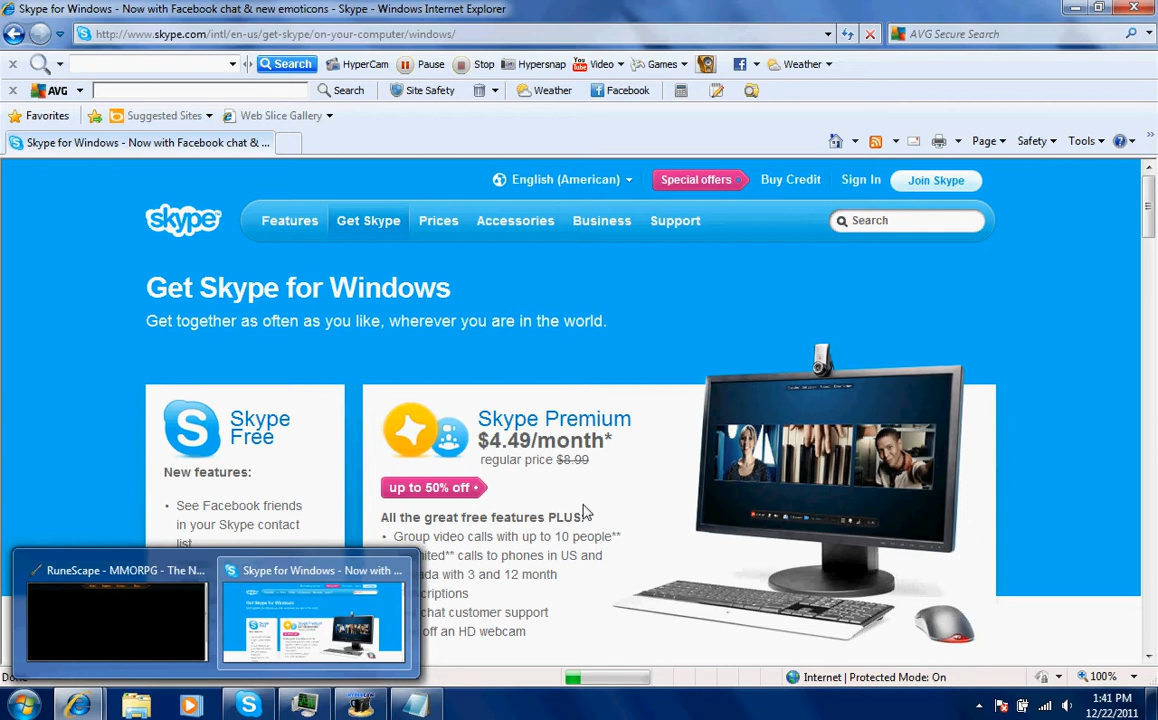 Skype for Windows - Now with Facebook chat & new emoticons - Skype - Windows Internet Explorer
http://www.skype.com/intl/en-us/get-skype/on-your-computer/windows/
AVG Secure Search
Search HyperCam Pause Stop Hypersnap Video Games Weather
AVG Search Site Safety Weather Facebook
Favorites Suggested Sites Web Slice Gallery
Skype for Windows - Now with Facebook chat & ...
Page Safety Tools
English (American) Special offers Buy Credit Sign In Join Skype
skype Features Get Skype Prices Accessories Business Support Search
Get Skype for Windows
Get together as often as you like, wherever you are in the world.
Skype
Free
New features:
• See Facebook friends
in your Skype contact
list
Skype Premium
$4.49/month*
regular price $8.99
up to 50% off
All the great free features PLUS:
• Group video calls with up to 10 people**
calls to phones in US and
with 3 and 12 month
chat customer support
off an HD webcam
RuneScape - MMORPG - The N...
Skype for Windows - Now with ...
Internet | Protected Mode: On
100%
1:41 PM
12/22/2011